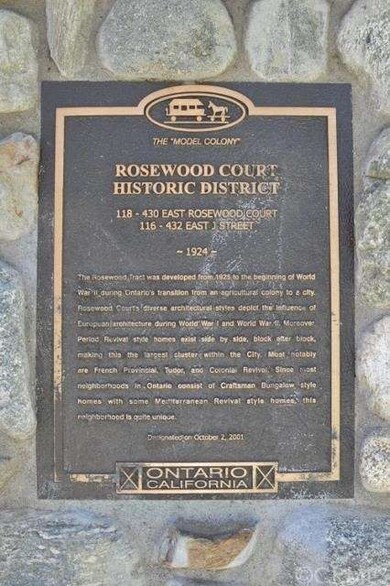 THE "MODEL COLONY"
ROSEWOOD COURT
HISTORIC DISTRICT
118 - 430 EAST ROSEWOOD COURT
116 - 432 EAST J STREET
~ 1924 ~
The Rosewood Tract was developed from 1925 to the beginning of World
War II during Ontario's transition from an agricultural colony to a city.
Rosewood Court's diverse architectural styles depict the influence of
European architecture during World War I and World War II. Moreover
Period Revival style homes exist side by side, block after block,
making this the largest cluster within the City. Most notably
are French Provincial, Tudor, and Colonial Revival. Since most
neighborhoods in Ontario consist of Craftsman Bungalow style
homes with some Mediterranean Revival style homes, this
neighborhood is quite unique.
Designated on October 2, 2001
ONTARIO
CALIFORNIA